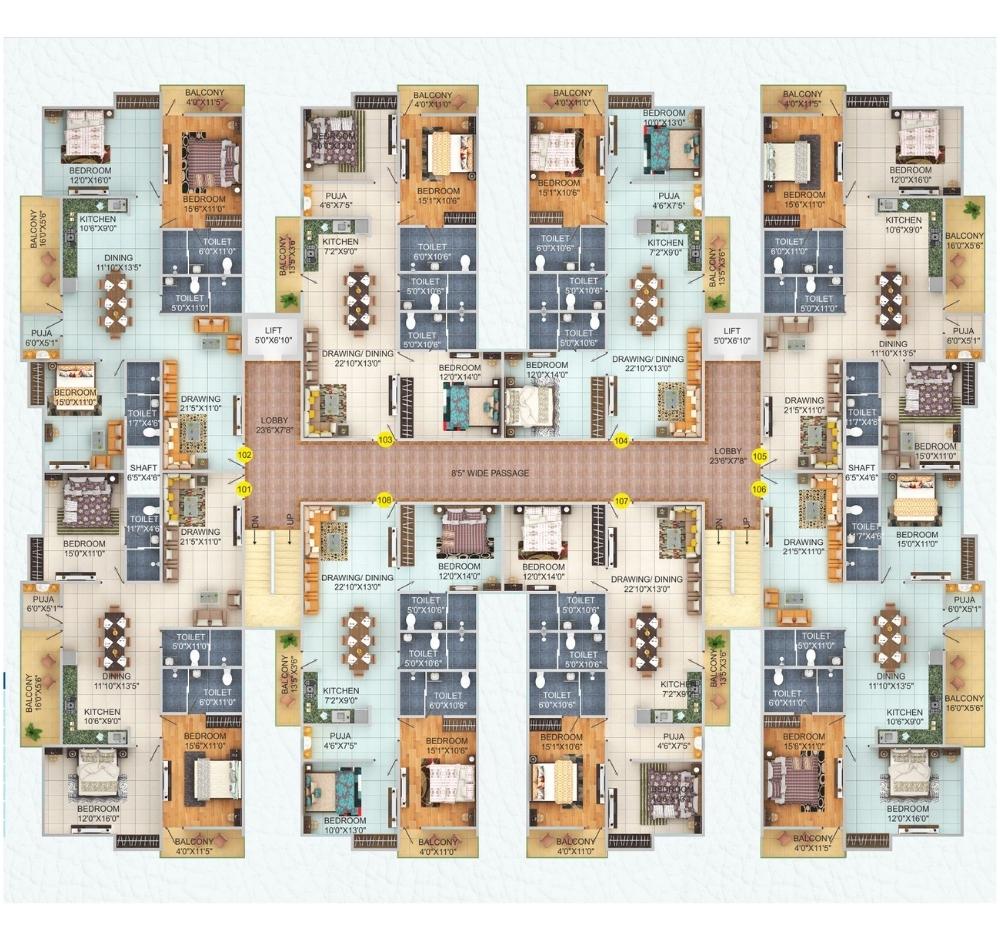 BALCONY
4'0"X11'5"
BALCONY
4'0"X11'0"
BALCONY
4'0"X11'0"
BALCONY
4'0"X11'5"
BEDROOM
12'0"X16'0"
BEDROOM
15'6"X11'0"
BEDROOM
15'1"X10'6"
BEDROOM
15'1"X10'6"
BEDROOM
10'0"X13'0"
BEDROOM
15'6"X11'0"
BEDROOM
12'0"X16'0"
PUJA
4'6"X7'5"
PUJA
4'6"X7'5"
BALCONY
16'0"X5'6"
KITCHEN
10'6"X9'0"
TOILET
6'0"X11'0"
BALCONY
13'5"X3'6"
KITCHEN
7'2"X9'0"
TOILET
6'0"X10'6"
TOILET
6'0"X10'6"
KITCHEN
7'2"X9'0"
BALCONY
13'5"X3'6"
TOILET
6'0"X11'0"
KITCHEN
10'6"X9'0"
BALCONY
16'0"X5'6"
DINING
11'10"X13'5"
TOILET
5'0"X11'0"
TOILET
5'0"X10'6"
TOILET
5'0"X10'6"
TOILET
5'0"X11'0"
PUJA
6'0"X5'1"
LIFT
5'0"X6'10"
TOILET
5'0"X10'6"
TOILET
5'0"X10'6"
LIFT
5'0"X6'10"
DINING
11'10"X13'5"
PUJA
6'0"X5'1"
DRAWING/ DINING
22'10"X13'0"
BEDROOM
12'0"X14'0"
BEDROOM
12'0"X14'0"
DRAWING/ DINING
22'10"X13'0"
BEDROOM
15'0"X11'0"
TOILET
11'7"X4'6"
DRAWING
21'5"X11'0"
LOBBY
23'6"X7'8"
103
104
LOBBY
23'6"X7'8"
DRAWING
21'5"X11'0"
TOILET
11'7"X4'6"
BEDROOM
15'0"X11'0"
102
105
SHAFT
6'5"X4'6"
8'5" WIDE PASSAGE
SHAFT
6'5"X4'6"
101
108
107
106
BEDROOM
15'0"X11'0"
TOILET
11'7"X4'6"
DRAWING
21'5"X11'0"
DN
UP
DN
UP
DRAWING
21'5"X11'0"
TOILET
11'7"X4'6"
BEDROOM
15'0"X11'0"
DRAWING/ DINING
22'10"X13'0"
BEDROOM
12'0"X14'0"
BEDROOM
12'0"X14'0"
DRAWING/ DINING
22'10"X13'0"
PUJA
6'0"X5'1"
TOILET
5'0"X10'6"
TOILET
5'0"X10'6"
PUJA
6'0"X5'1"
TOILET
5'0"X11'0"
TOILET
5'0"X10'6"
TOILET
5'0"X10'6"
TOILET
5'0"X11'0"
DINING
11'10"X13'5"
DINING
11'10"X13'5"
BALCONY
16'0"X5'6"
TOILET
6'0"X11'0"
BALCONY
13'5"X3'6"
KITCHEN
7'2"X9'0"
TOILET
6'0"X10'6"
TOILET
6'0"X10'6"
KITCHEN
7'2"X9'0"
BALCONY
13'5"X3'6"
TOILET
6'0"X11'0"
BALCONY
16'0"X5'6"
KITCHEN
10'6"X9'0"
KITCHEN
10'6"X9'0"
BEDROOM
15'6"X11'0"
PUJA
4'6"X7'5"
BEDROOM
15'1"X10'6"
BEDROOM
15'1"X10'6"
PUJA
4'6"X7'5"
BEDROOM
15'6"X11'0"
BEDROOM
12'0"X16'0"
BEDROOM
10'0"X13'0"
BEDROOM
12'0"X16'0"
BALCONY
4'0"X11'5"
BALCONY
4'0"X11'0"
BALCONY
4'0"X11'0"
BALCONY
4'0"X11'5"